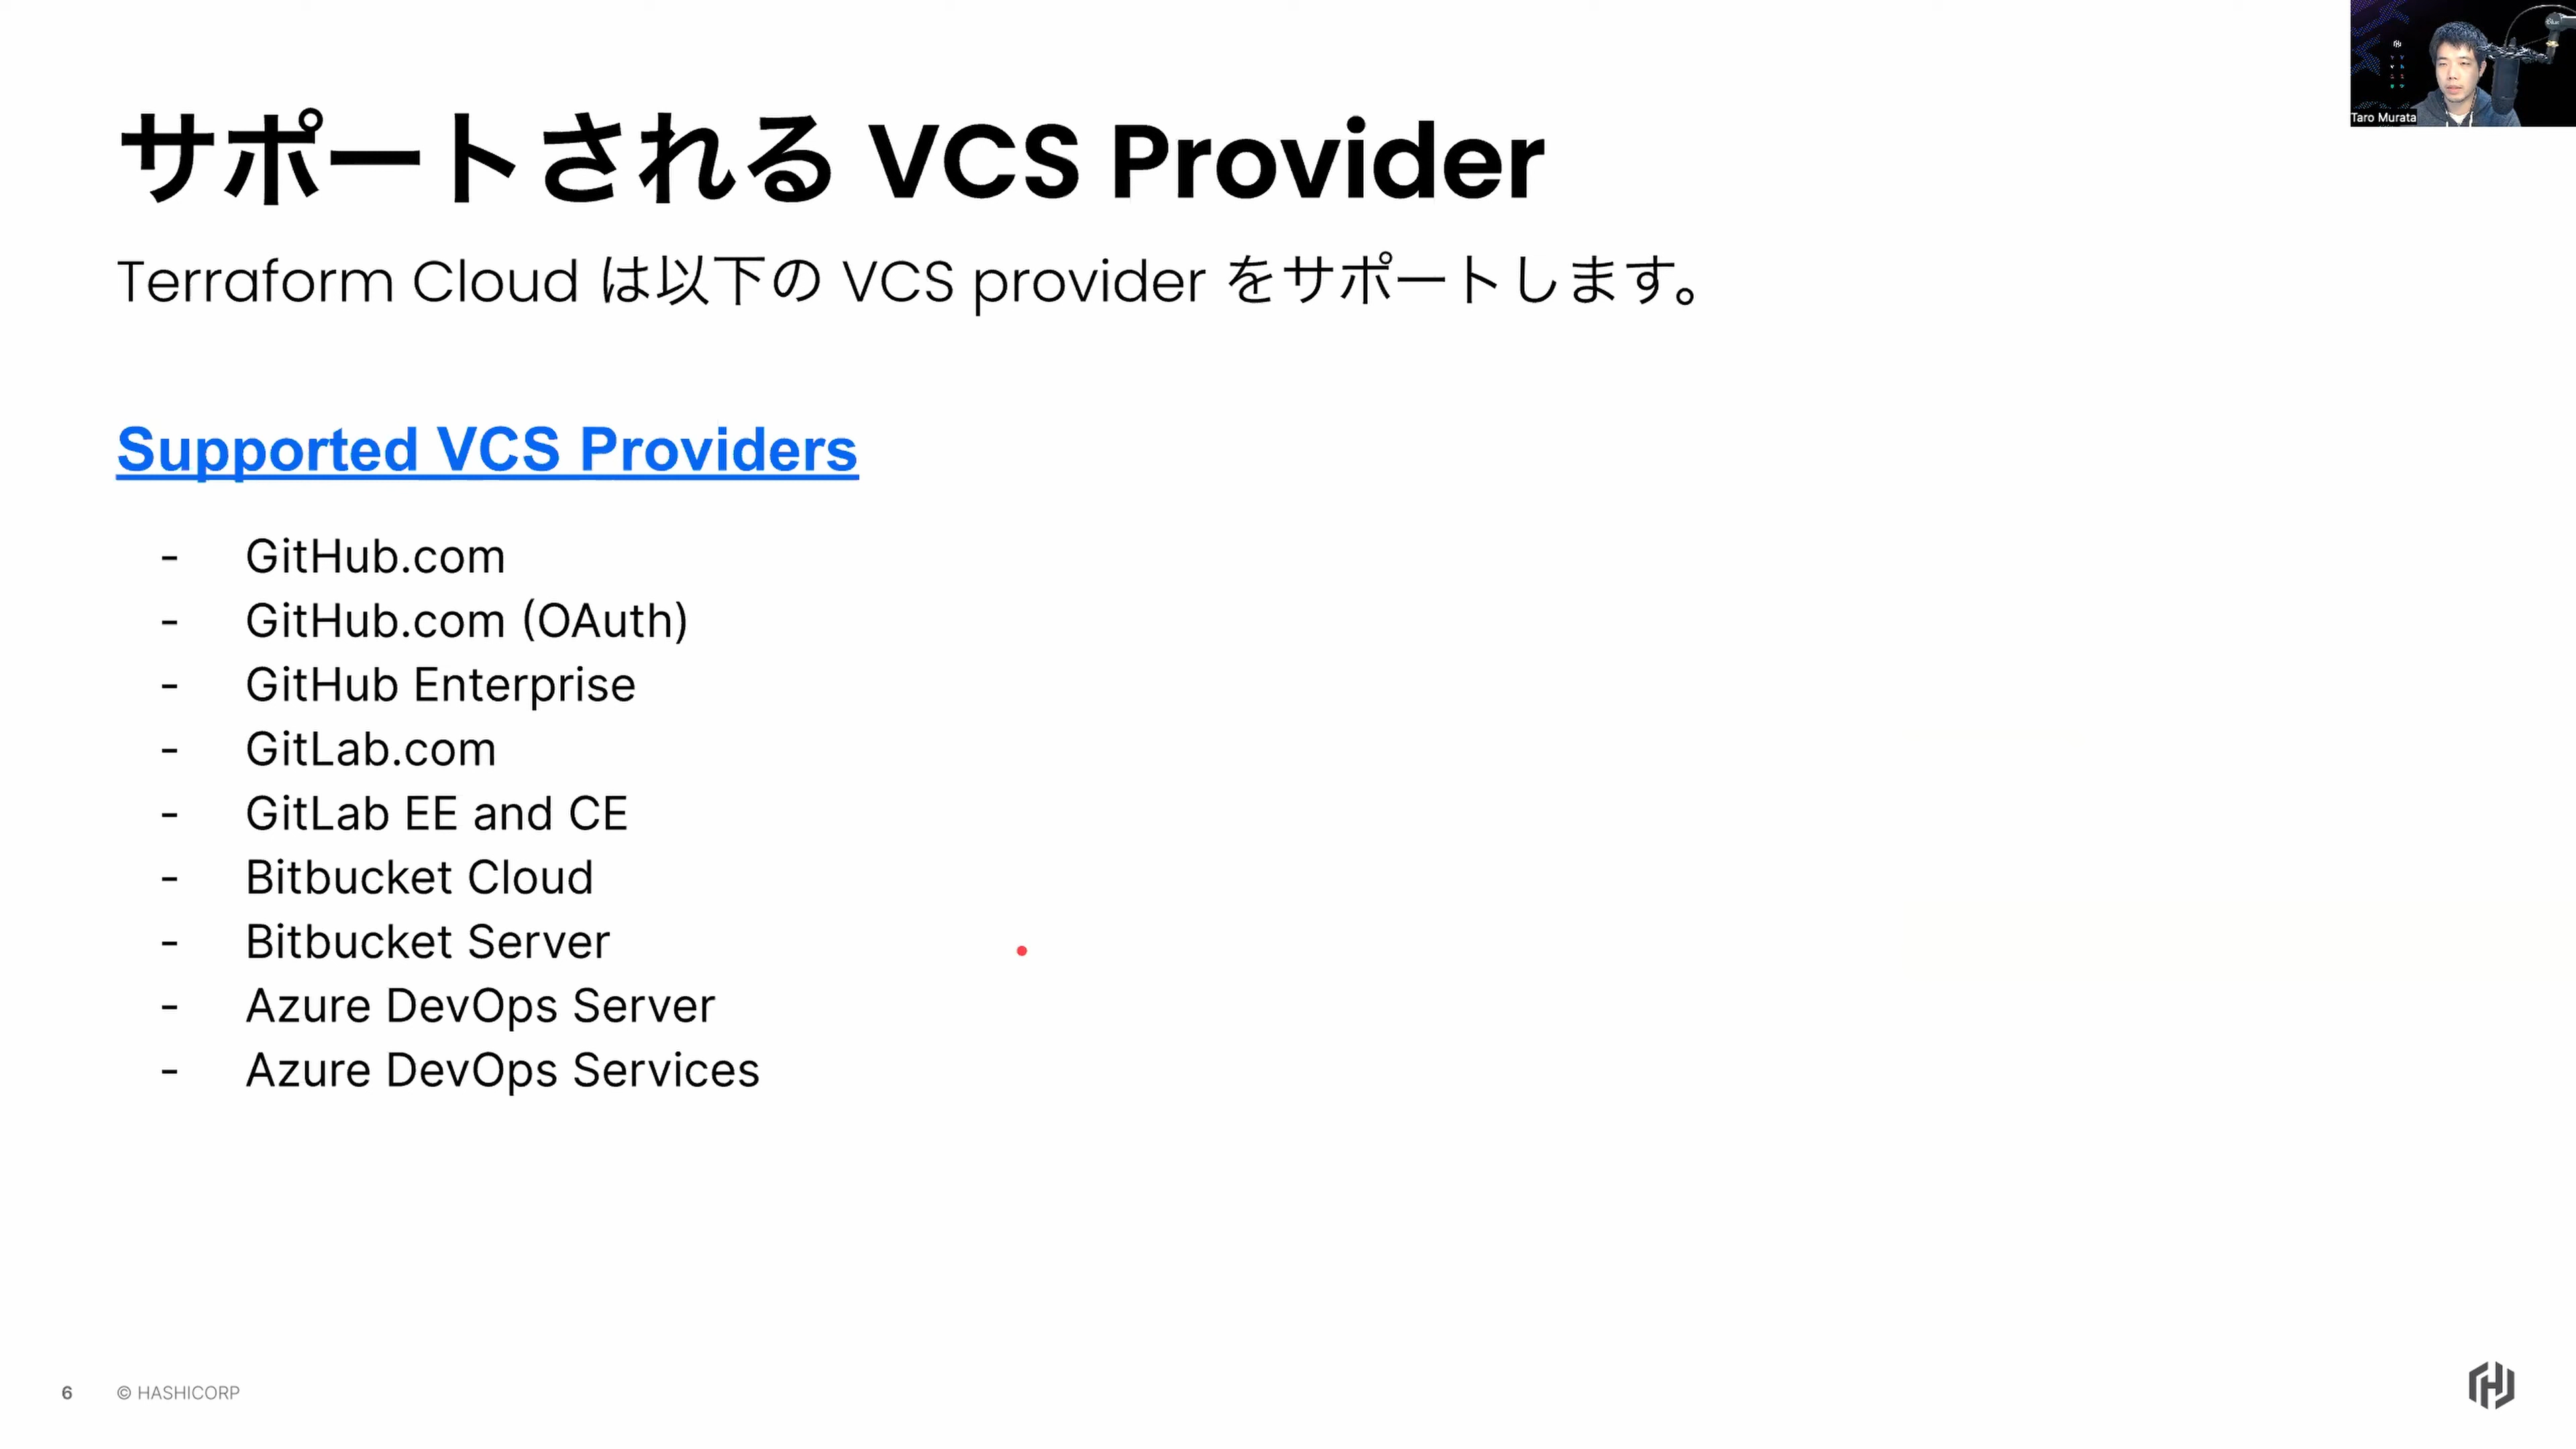 サポートされる VCS Provider
Taro Murata
Terraform Cloud は以下の VCS provider をサポートします。
Supported VCS Providers
- GitHub.com
- GitHub.com (OAuth)
- GitHub Enterprise
- GitLab.com
- GitLab EE and CE
- Bitbucket Cloud
- Bitbucket Server
- Azure DevOps Server
- Azure DevOps Services
6 © HASHICORP